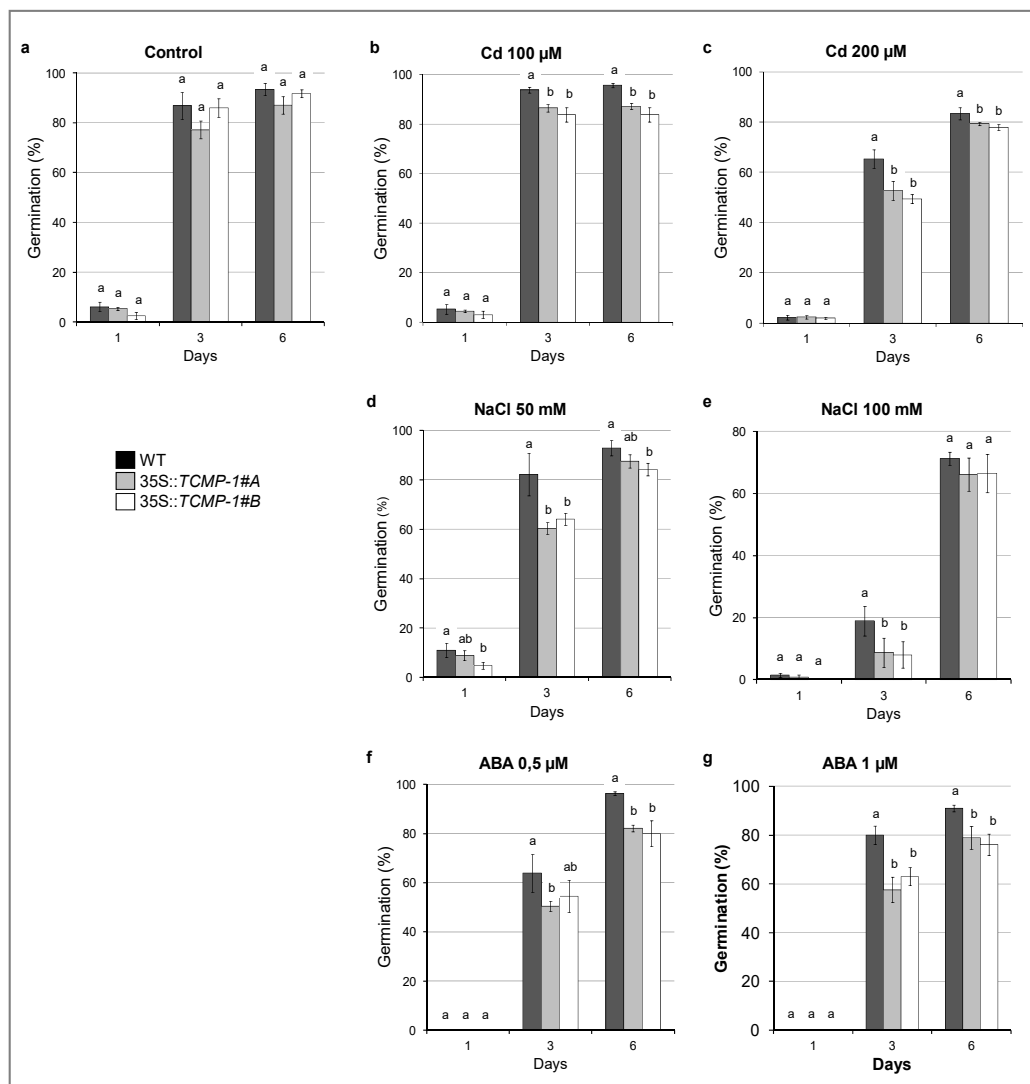 a
Control
Germination (%)
100
80
60
40
20
0
a a a
a a a
a a a
1 3 6
Days
b
Cd 100 µM
Germination (%)
100
80
60
40
20
0
a a a
a b b
a b b
1 3 6
Days
c
Cd 200 µM
Germination (%)
100
80
60
40
20
0
a a a
a b b
a b b
1 3 6
Days
WT
35S::TCMP-1#A
35S::TCMP-1#B
d
NaCl 50 mM
Germination (%)
100
80
60
40
20
0
a ab b
a b b
a ab b
1 3 6
Days
e
NaCl 100 mM
Germination (%)
80
60
40
20
0
a a a
a b b
a a a
1 3 6
Days
f
ABA 0,5 µM
Germination (%)
100
80
60
40
20
0
a a a
a b ab
a b b
1 3 6
Days
g
ABA 1 µM
Germination (%)
100
80
60
40
20
0
a a a
a b b
a b b
1 3 6
Days